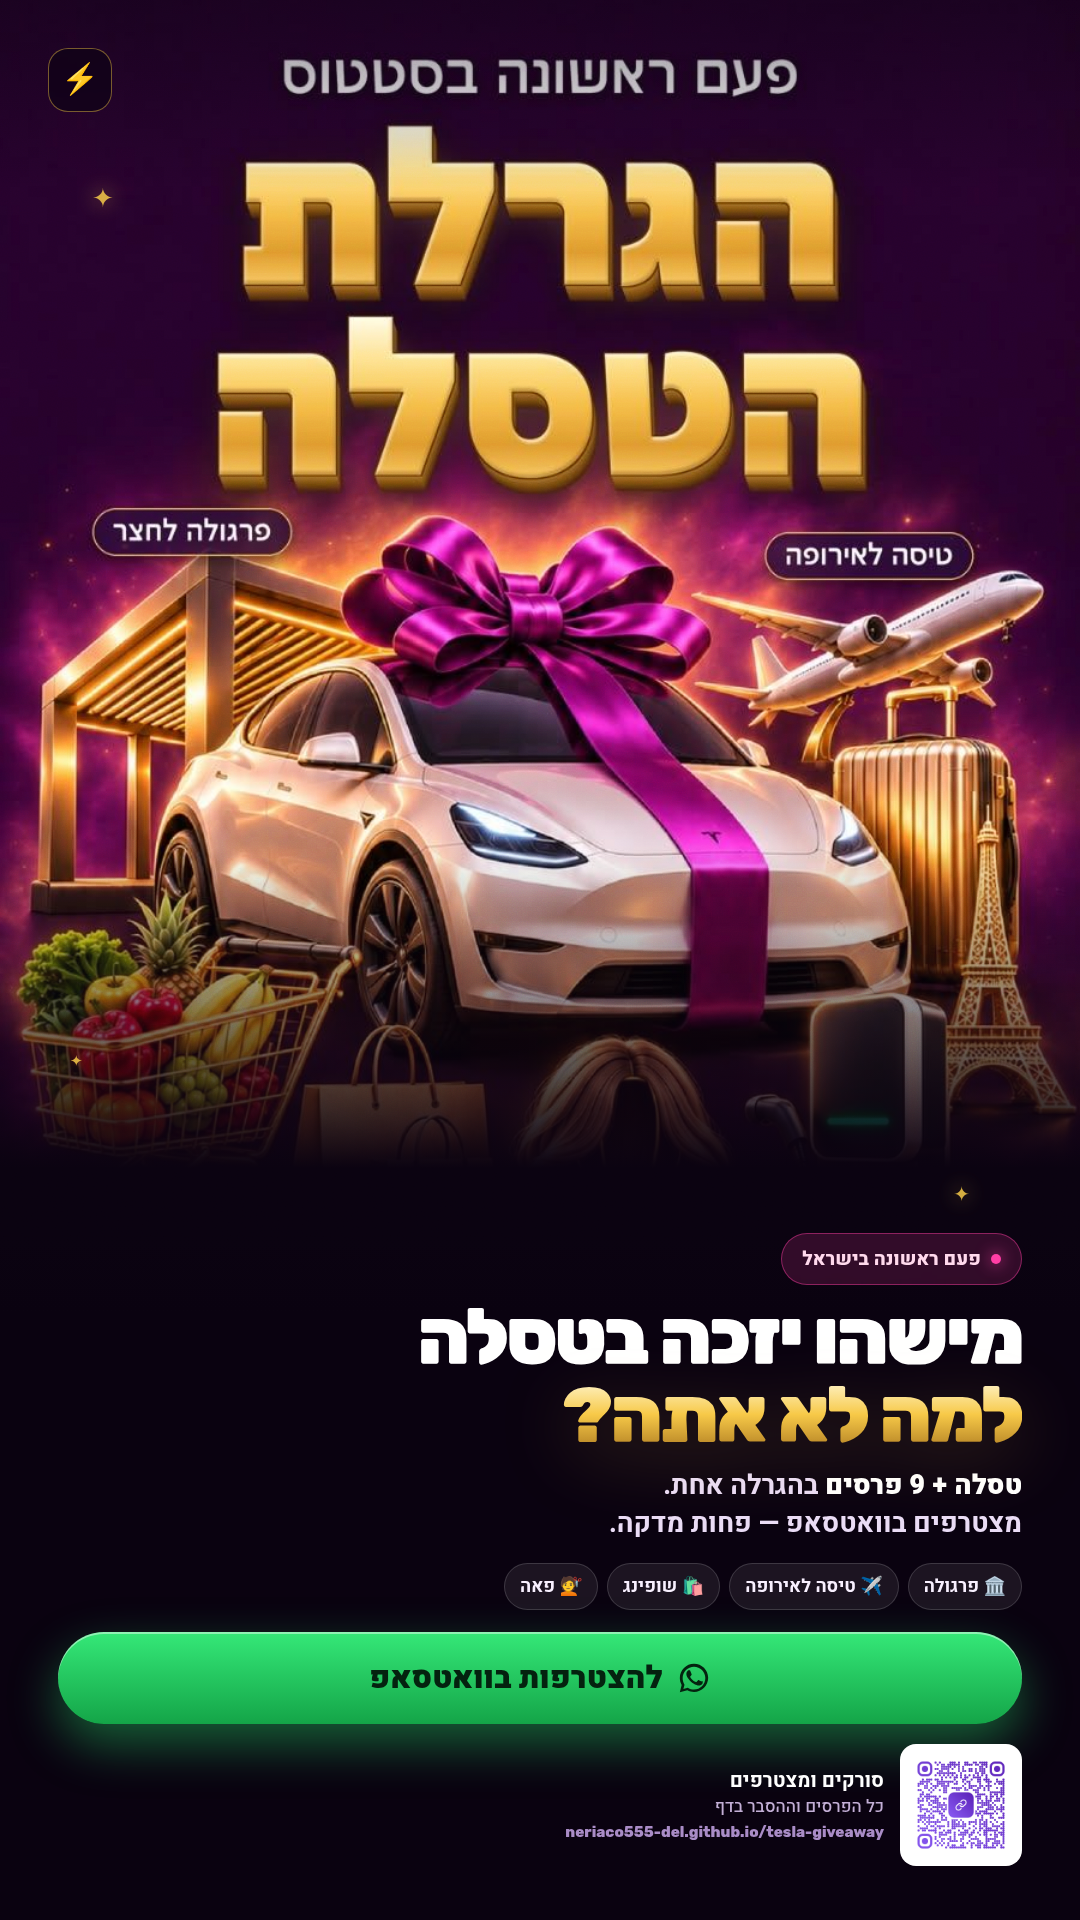 פעם ראשונה בסטטוס
הגרלת
הטסלה
פרגולה לחצר
טיסה לאירופה
פעם ראשונה בישראל
מישהו יזכה בטסלה
למה לא אתה?
טסלה + 9 פרסים בהגרלה אחת.
מצטרפים בוואטסאפ — פחות מדקה.
🏛️ פרגולה
✈️ טיסה לאירופה
🛍️ שופינג
💇 פאה
להצטרפות בוואטסאפ
סורקים ומצטרפים
כל הפרסים וההסבר בדף
neriaco555-del.github.io/tesla-giveaway